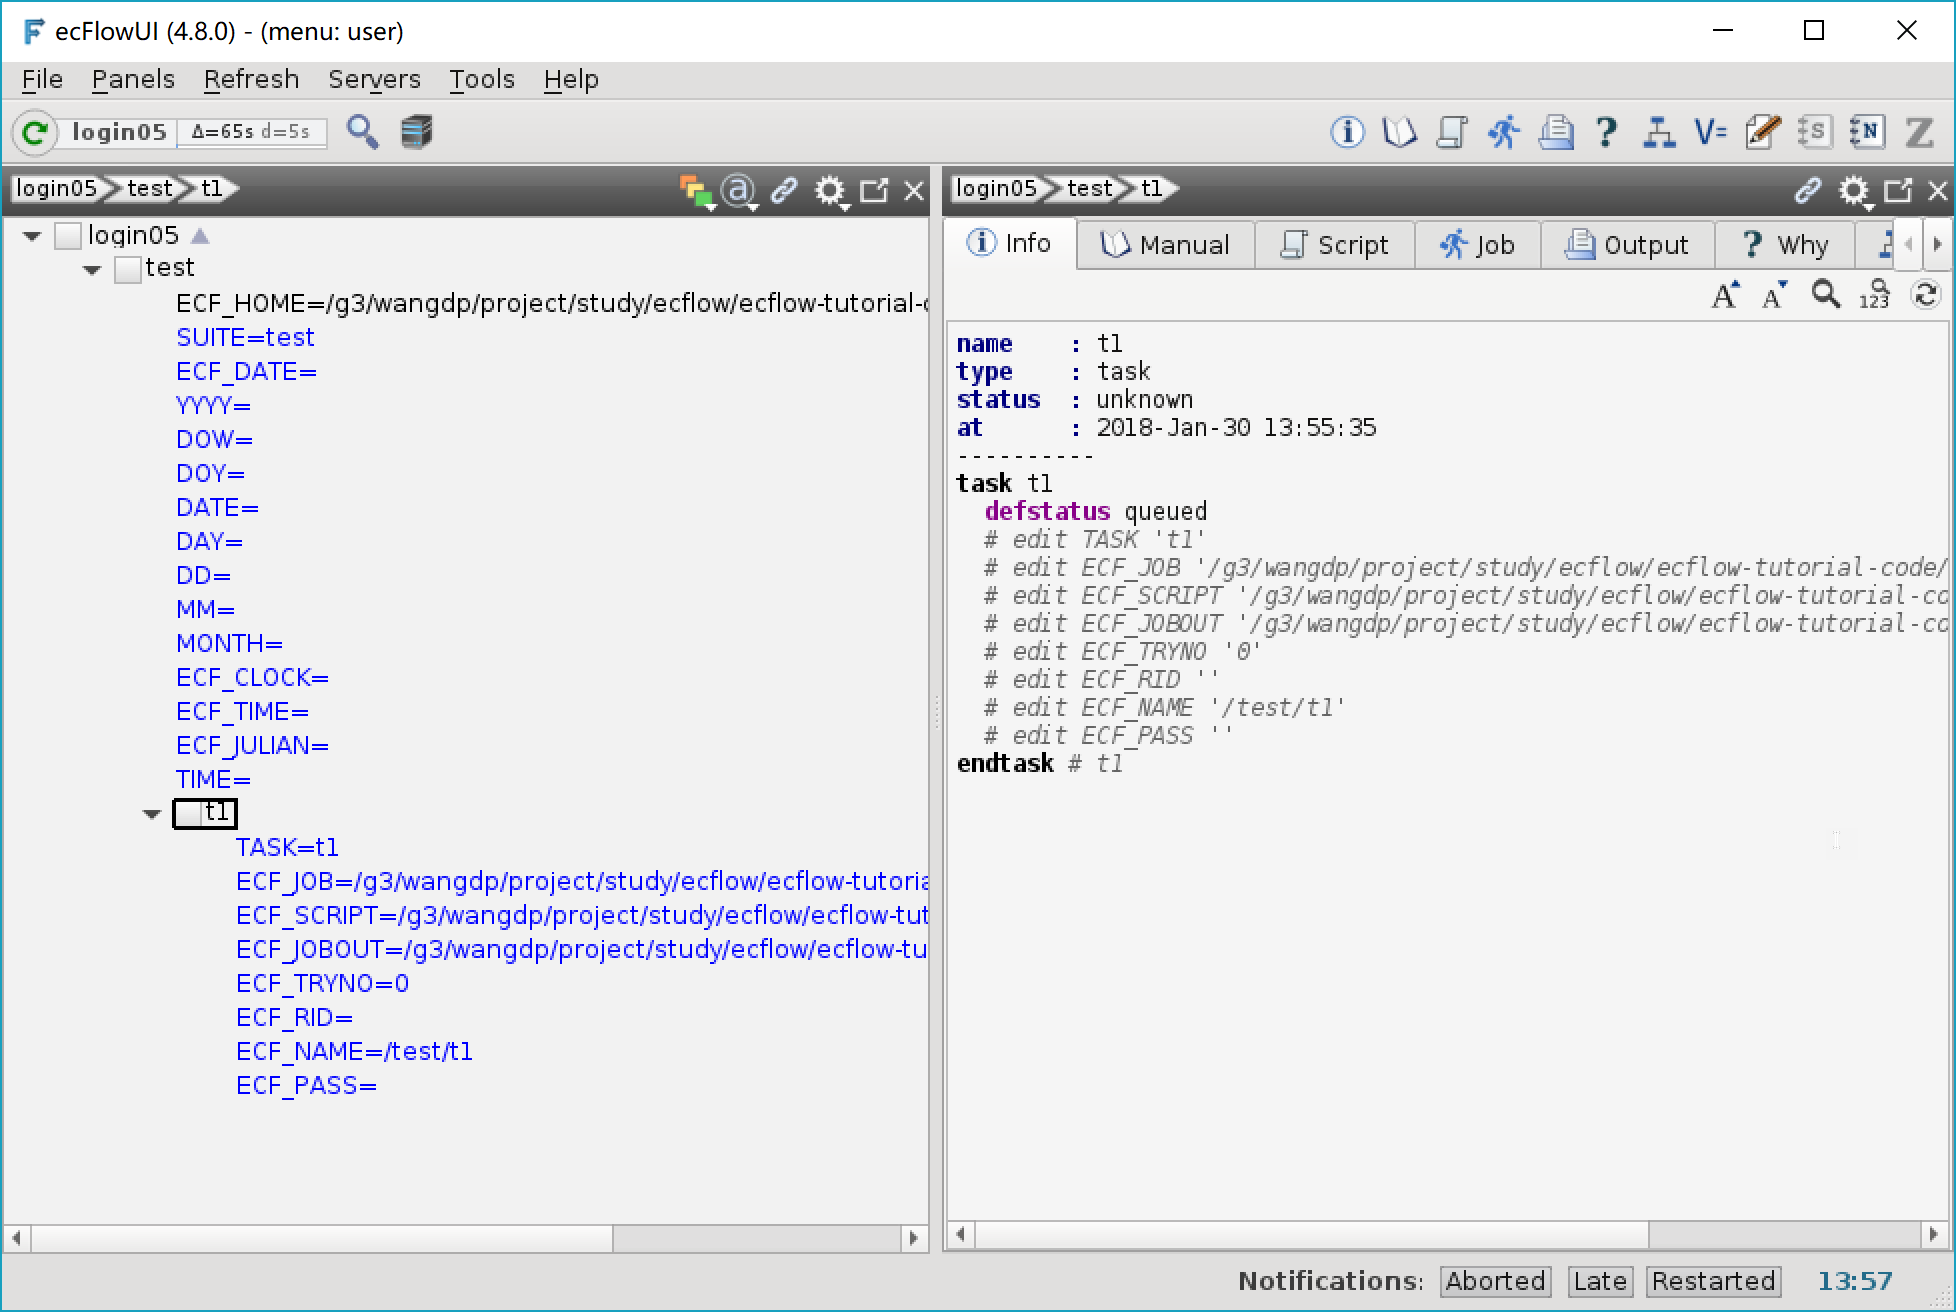 ecFlowUI (4.8.0) - (menu: user)
File Panels Refresh Servers Tools Help
login05 Δ=65s d=5s
? V= S N Z
login05 test t1
@
login05
test
ECF_HOME=/g3/wangdp/project/study/ecflow/ecflow-tutorial-
SUITE=test
ECF_DATE=
YYYY=
DOW=
DOY=
DATE=
DAY=
DD=
MM=
MONTH=
ECF_CLOCK=
ECF_TIME=
ECF_JULIAN=
TIME=
t1
TASK=t1
ECF_JOB=/g3/wangdp/project/study/ecflow/ecflow-tutoria
ECF_SCRIPT=/g3/wangdp/project/study/ecflow/ecflow-tut
ECF_JOBOUT=/g3/wangdp/project/study/ecflow/ecflow-tu
ECF_TRYNO=0
ECF_RID=
ECF_NAME=/test/t1
ECF_PASS=
login05 test t1
Info Manual Script Job Output ? Why
A A 123
name : t1
type : task
status : unknown
at : 2018-Jan-30 13:55:35
----------
task t1
defstatus queued
# edit TASK 't1'
# edit ECF_JOB '/g3/wangdp/project/study/ecflow/ecflow-tutorial-code/
# edit ECF_SCRIPT '/g3/wangdp/project/study/ecflow/ecflow-tutorial-co
# edit ECF_JOBOUT '/g3/wangdp/project/study/ecflow/ecflow-tutorial-co
# edit ECF_TRYNO '0'
# edit ECF_RID ''
# edit ECF_NAME '/test/t1'
# edit ECF_PASS ''
endtask # t1
Notifications: Aborted Late Restarted 13:57